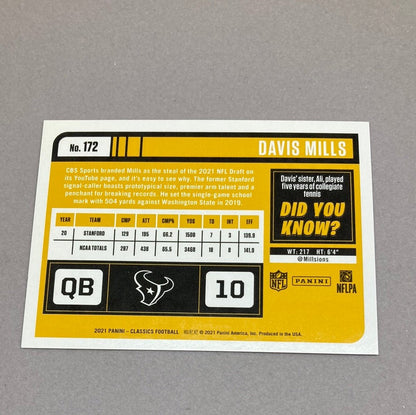 No. 172
DAVIS MILLS
CBS Sports branded Mills as the steal of the 2021 NFL Draft on
its YouTube page, and it's easy to see why. The former Stanford
signal-caller boasts prototypical size, premier arm talent and a
penchant for breaking records. He set the single-game school
mark with 504 yards against Washington State in 2019.
YEAR TEAM CMP ATT CMP% YDS TD INT EFF
20 STANFORD 129 195 66.2 1508 7 3 139.9
NCAA TOTALS 287 438 65.5 3468 18 8 141.5
Davis' sister, Ali, played
five years of collegiate
tennis
DID YOU
KNOW?
WT: 217 HT: 6'4"
@Millsions
QB
10
NFL
PANINI
NFLPA
2021 PANINI – CLASSICS FOOTBALL
© 2021 Panini America, Inc. Produced in the USA.